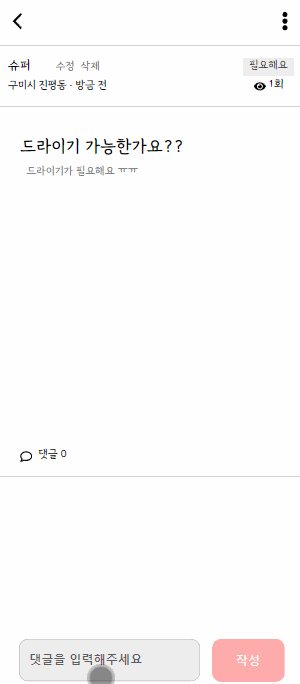 슈퍼 수정 삭제 필요해요
구미시 진평동 · 방금 전 1회
드라이기 가능한가요??
드라이기가 필요해요 ㅠㅠ
댓글 0
댓글을 입력해주세요 작성